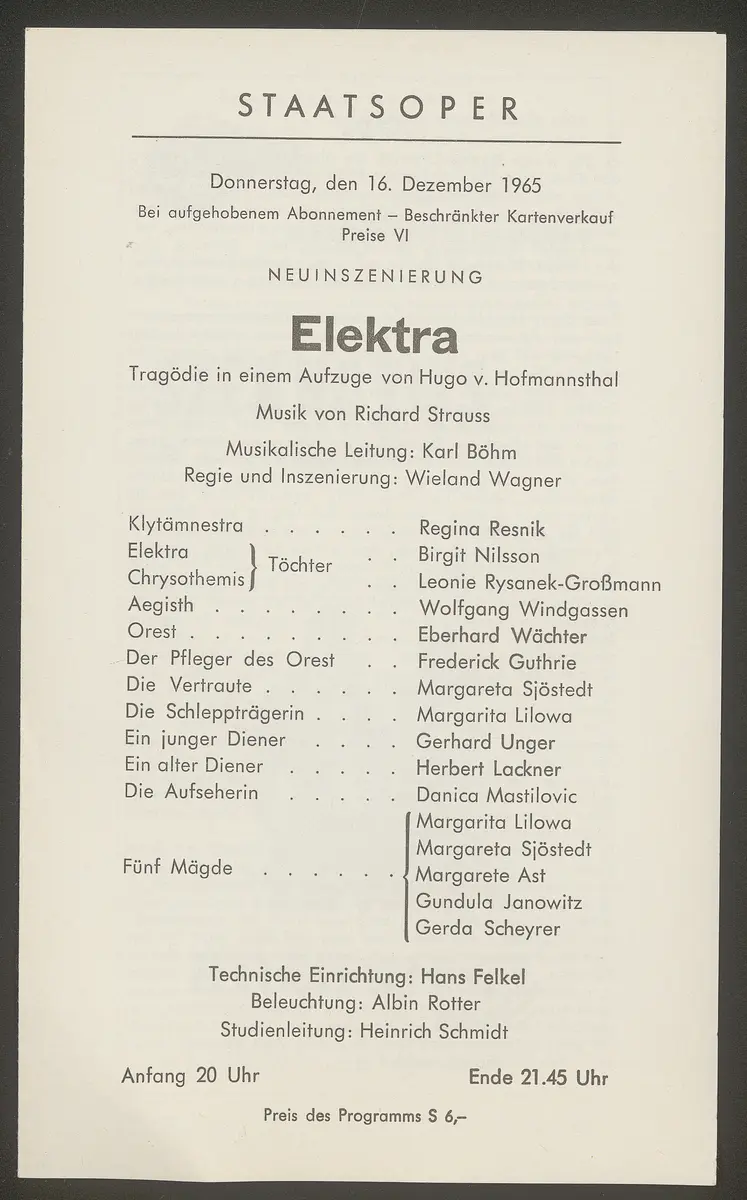 STAATSOPER
Donnerstag, den 16. Dezember 1965
Bei aufgehobenem Abonnement – Beschränkter Kartenverkauf
Preise VI
NEUINSZENIERUNG
Elektra
Tragödie in einem Aufzuge von Hugo v. Hofmannsthal
Musik von Richard Strauss
Musikalische Leitung: Karl Böhm
Regie und Inszenierung: Wieland Wagner
Klytämnestra . . . . . . Regina Resnik
Elektra } Töchter . . Birgit Nilsson
Chrysothemis } . . Leonie Rysanek-Großmann
Aegisth . . . . . . . . Wolfgang Windgassen
Orest . . . . . . . . . Eberhard Wächter
Der Pfleger des Orest . . Frederick Guthrie
Die Vertraute . . . . . . Margareta Sjöstedt
Die Schleppträgerin . . . . Margarita Lilowa
Ein junger Diener . . . . Gerhard Unger
Ein alter Diener . . . . . Herbert Lackner
Die Aufseherin . . . . . Danica Mastilovic
Fünf Mägde . . . . . . { Margarita Lilowa
Margareta Sjöstedt
Margarete Ast
Gundula Janowitz
Gerda Scheyrer
Technische Einrichtung: Hans Felkel
Beleuchtung: Albin Rotter
Studienleitung: Heinrich Schmidt
Anfang 20 Uhr Ende 21.45 Uhr
Preis des Programms S 6,–